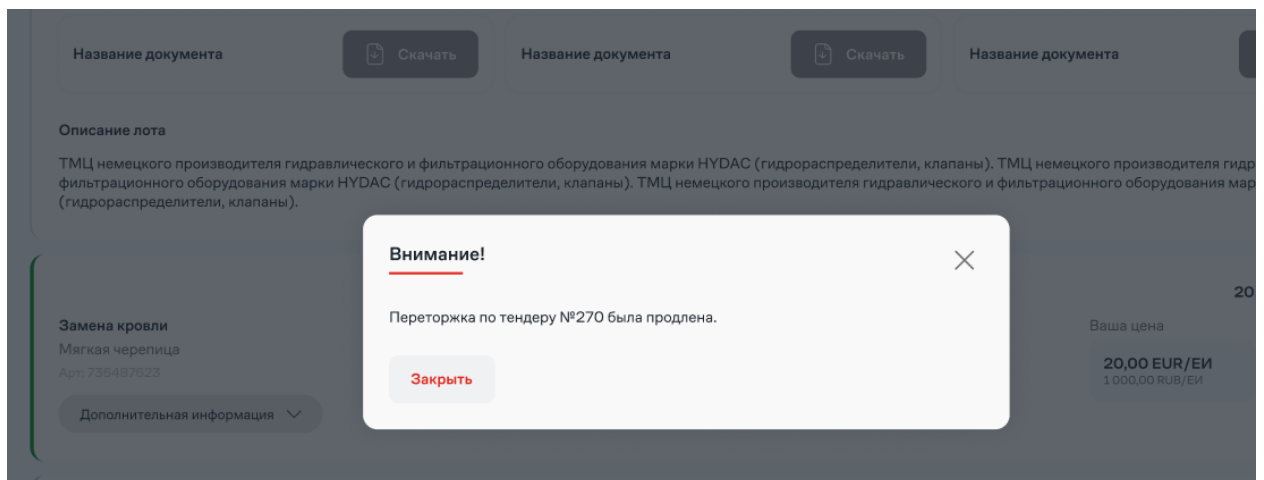 Название документа
Скачать
Название документа
Скачать
Название документа
Описание лота
ТМЦ немецкого производителя гидравлического и фильтрационного оборудования марки HYDAC (гидрораспределители, клапаны). ТМЦ немецкого производителя гидр
фильтрационного оборудования марки HYDAC (гидрораспределители, клапаны). ТМЦ немецкого производителя гидравлического и фильтрационного оборудования мар
(гидрораспределители, клапаны).
Внимание!
Переторжка по тендеру №270 была продлена.
Закрыть
20
Замена кровли
Мягкая черепица
Арт: 736487623
Дополнительная информация
Ваша цена
20,00 EUR/ЕИ
1 000,00 RUB/ЕИ